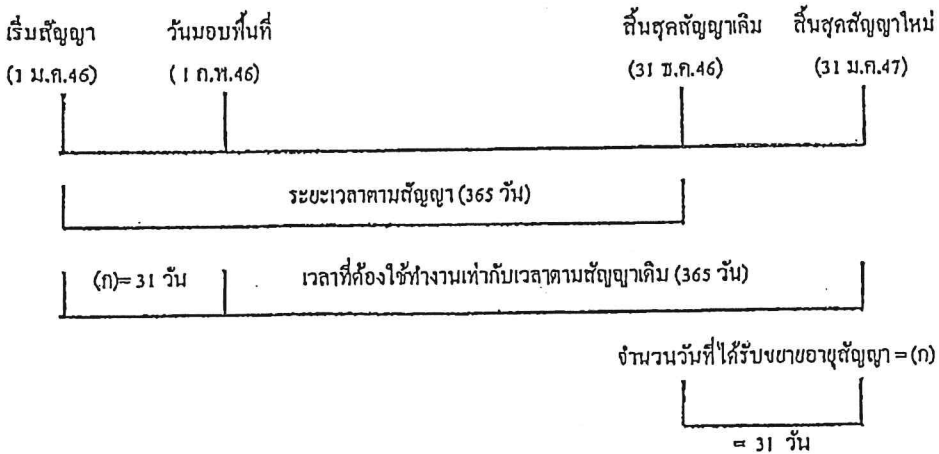 เริ่มสัญญา วันมอบพื้นที่ สิ้นสุดสัญญาเดิม สิ้นสุดสัญญาใหม่
(1 ม.ค.46) (1 ก.พ.46) (31 ธ.ค.46) (31 ม.ค.47)
ระยะเวลาตามสัญญา (365 วัน)
(ก)= 31 วัน เวลาที่ต้องใช้ทำงานเท่ากับเวลาตามสัญญาเดิม (365 วัน)
จำนวนวันที่ได้รับขยายอายุสัญญา = (ก)
= 31 วัน